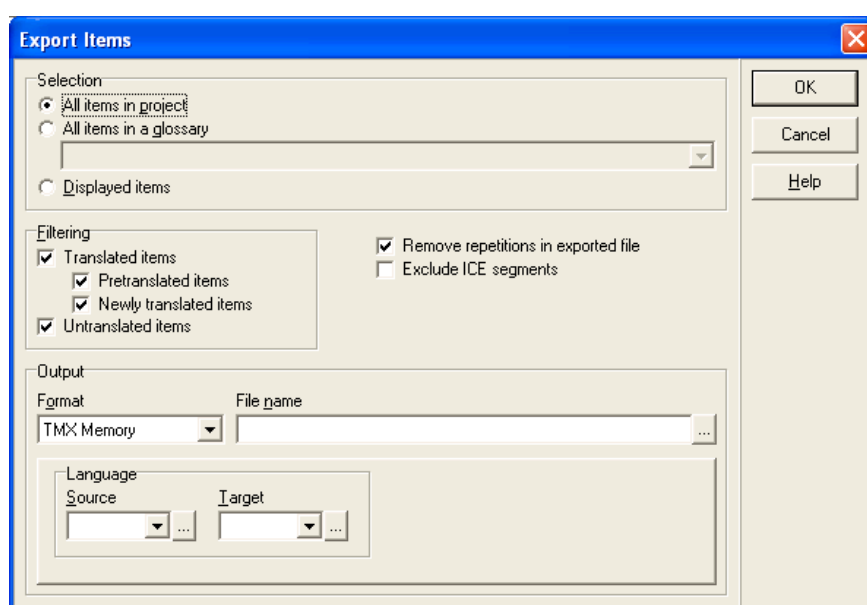 Export Items
Selection
All items in project
All items in a glossary
Displayed items
OK
Cancel
Help
Filtering
Translated items
Pretranslated items
Newly translated items
Untranslated items
Remove repetitions in exported file
Exclude ICE segments
Output
Format File name
TMX Memory ...
Language
Source Target
... ...